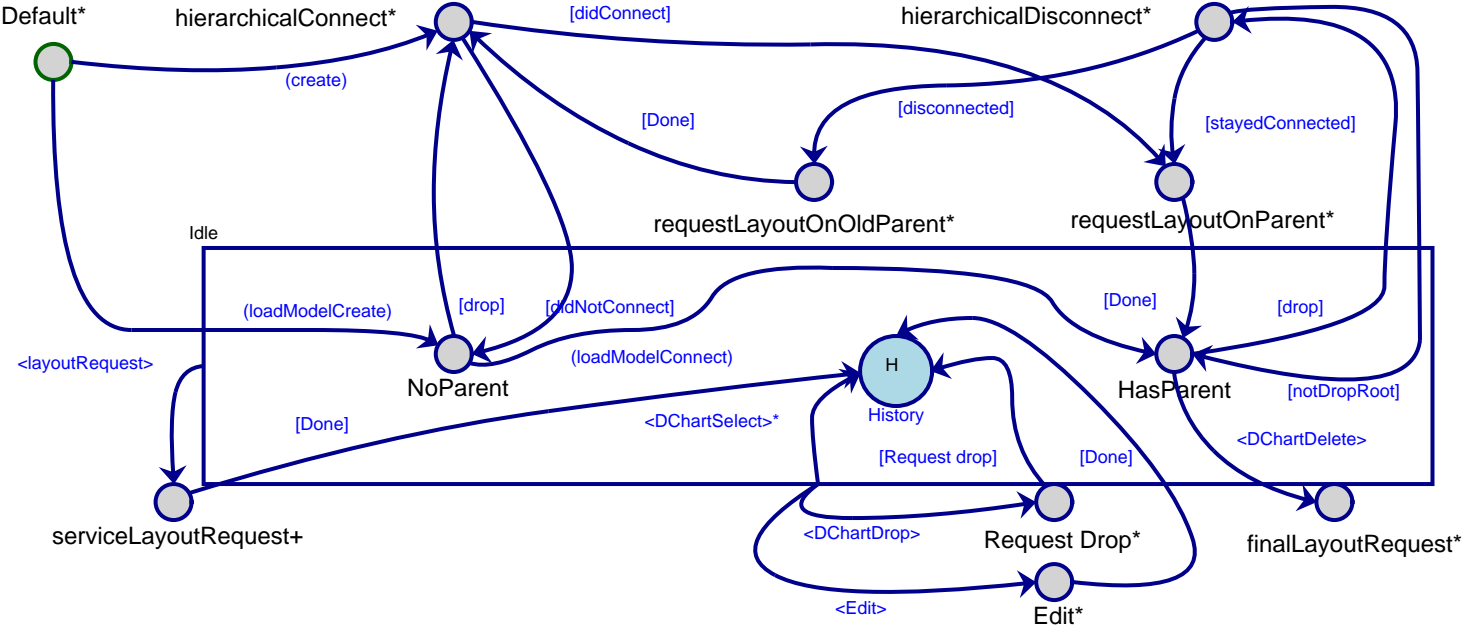 Default*
hierarchicalConnect*
[didConnect]
hierarchicalDisconnect*
(create)
[Done]
[disconnected]
[stayedConnected]
requestLayoutOnOldParent*
requestLayoutOnParent*
Idle
(loadModelCreate)
[drop]
[didNotConnect]
[Done]
[drop]
<layoutRequest>
(loadModelConnect)
H
NoParent
HasParent
[notDropRoot]
[Done]
<DChartSelect>*
History
<DChartDelete>
[Request drop]
[Done]
serviceLayoutRequest+
<DChartDrop>
Request Drop*
finalLayoutRequest*
<Edit>
Edit*